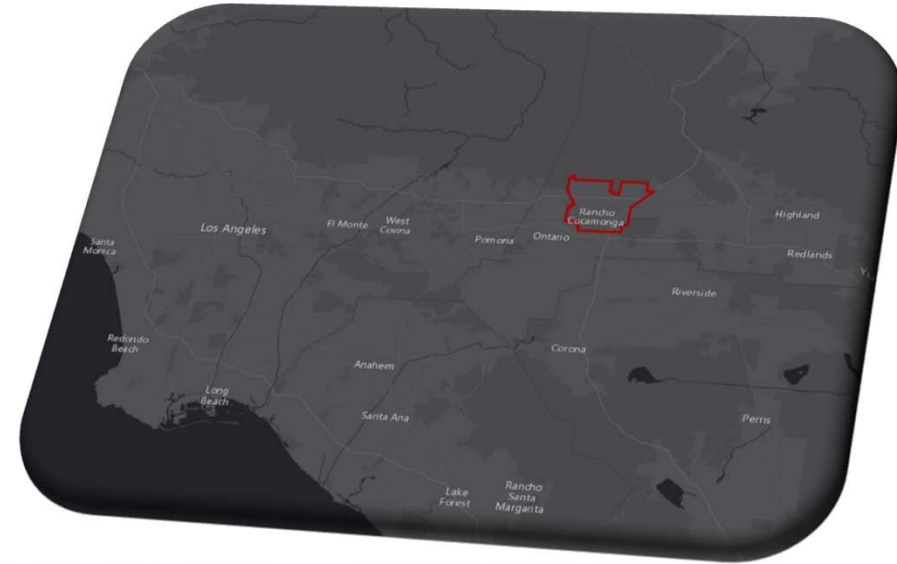 Rancho
Cucamonga
Highland
Los Angeles
El Monte
West
Covina
Pomona
Ontario
Santa
Monica
Redlands
Riverside
Redondo
Beach
Corona
Anaheim
Long
Beach
Santa Ana
Perris
Lake
Forest
Rancho
Santa
Margarita